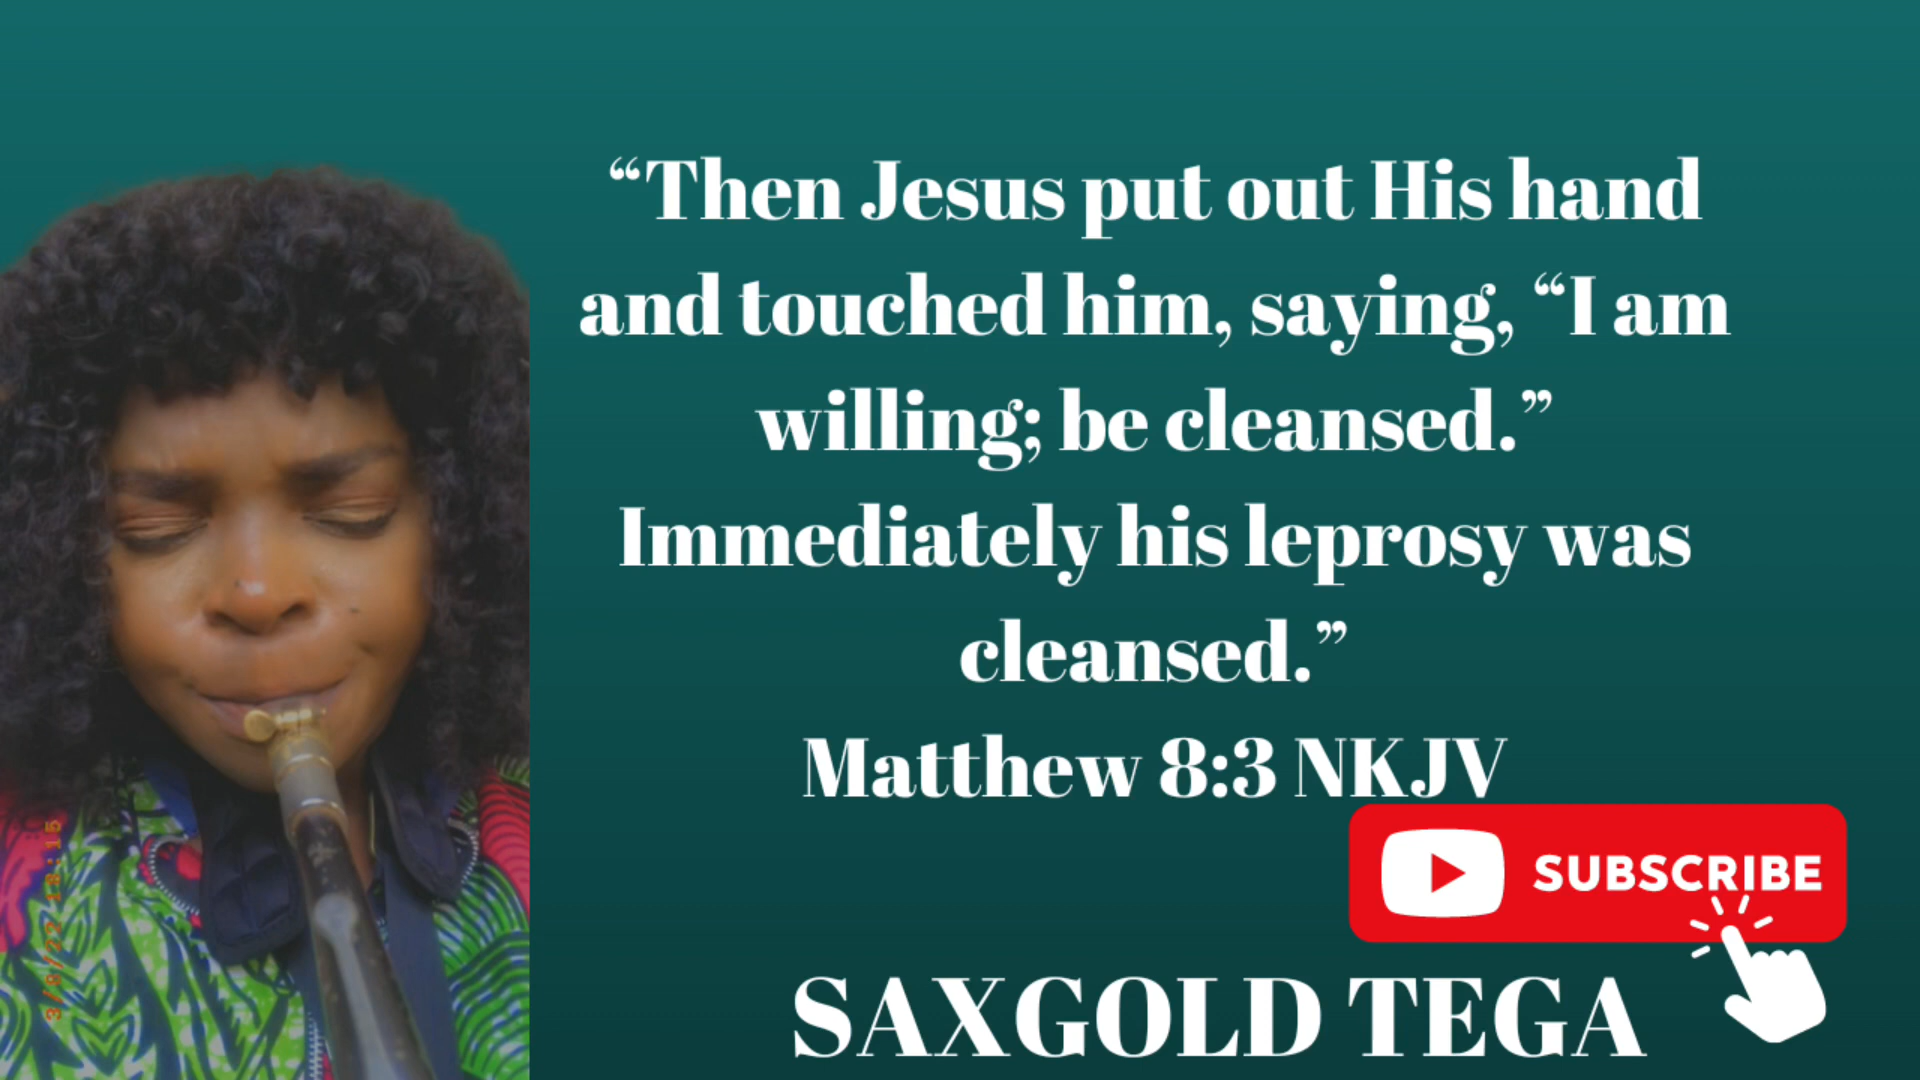 “Then Jesus put out His hand
and touched him, saying, “I am
willing; be cleansed.”
Immediately his leprosy was
cleansed.”
Matthew 8:3 NKJV
SUBSCRIBE
SAXGOLD TEGA